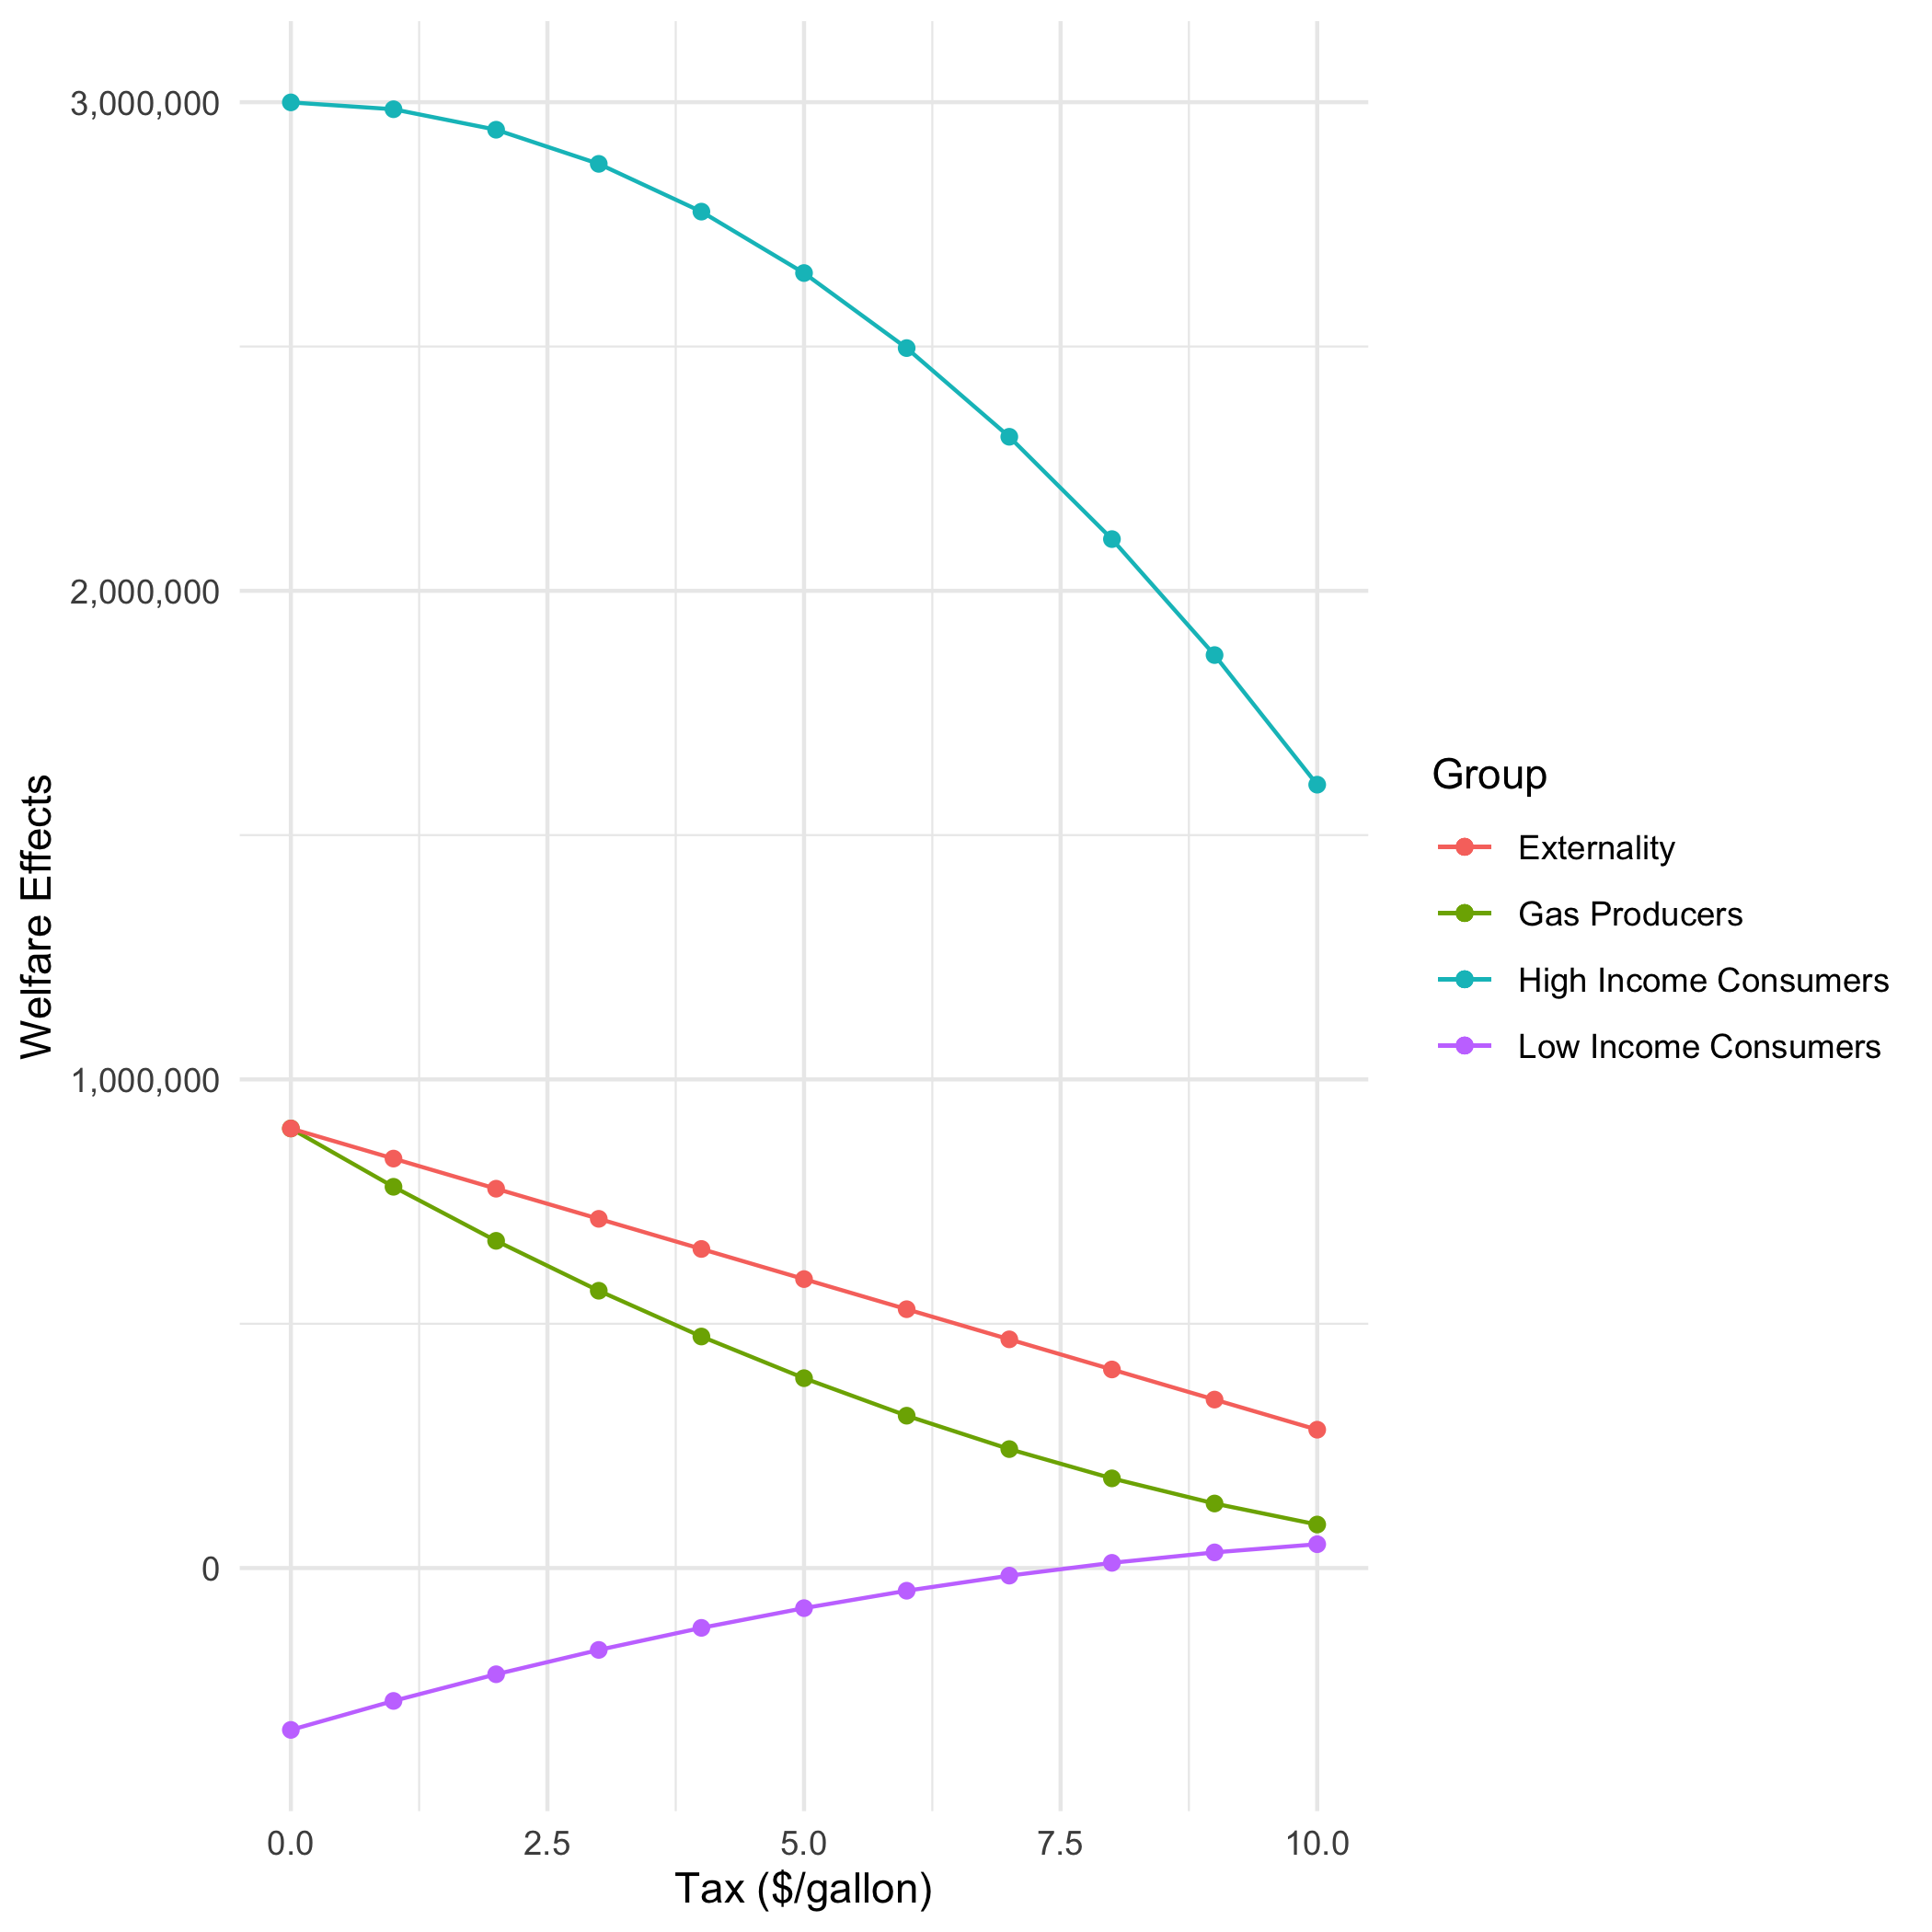 3,000,000
2,000,000
1,000,000
0
Welfare Effects
0.0 2.5 5.0 7.5 10.0
Tax ($/gallon)
Group
Externality
Gas Producers
High Income Consumers
Low Income Consumers